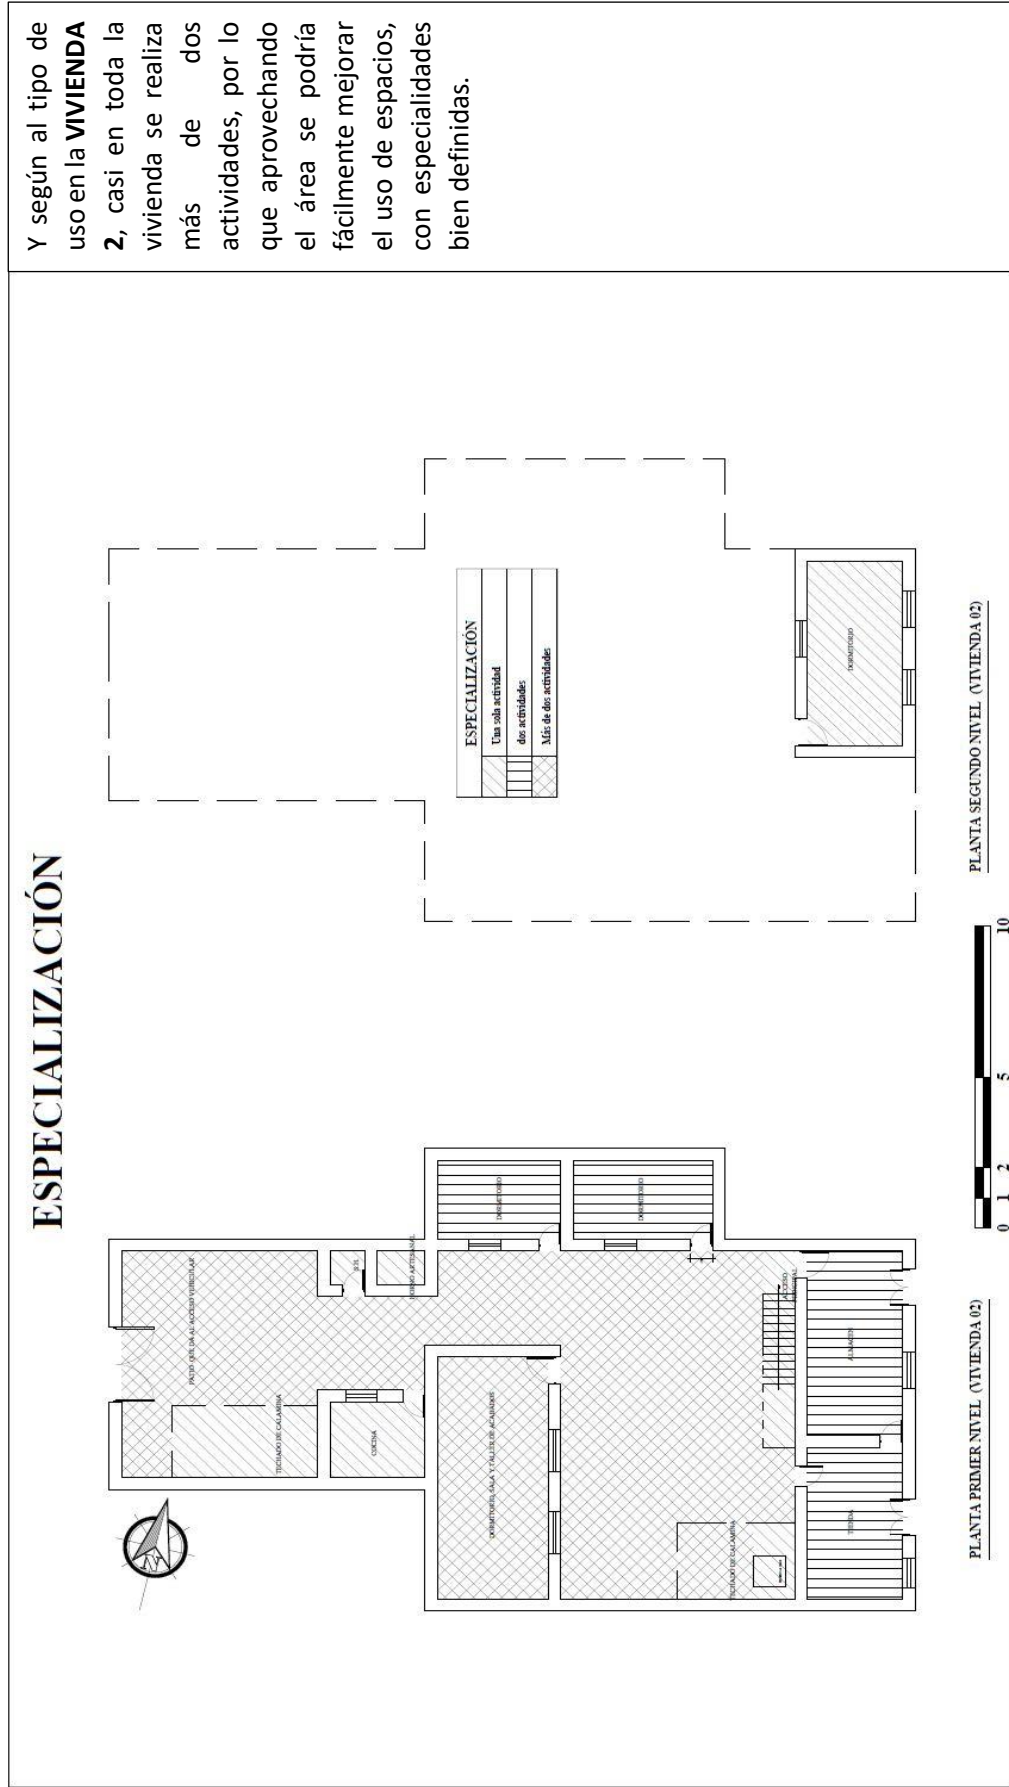 ESPECIALIZACIÓN
PATIO QUE DA AL ACCESO VEHICULAR
TECHADO DE CALAMINA
COCINA
S.H.
HORNO ARTESANAL
DORMITORIO, SALA Y TALLER DE ACABADOS
DORMITORIO
DORMITORIO
TECHADO DE CALAMINA
ACCESO
PRINCIPAL
TIENDA
ALMACEN
N
PLANTA PRIMER NIVEL (VIVIENDA 02)
0 1 2 5 10
ESPECIALIZACIÓN
Una sola actividad
dos actividades
Más de dos actividades
DORMITORIO
PLANTA SEGUNDO NIVEL (VIVIENDA 02)
Y según al tipo de
uso en la VIVIENDA
2, casi en toda la
vivienda se realiza
más de dos
actividades, por lo
que aprovechando
el área se podría
fácilmente mejorar
el uso de espacios,
con especialidades
bien definidas.